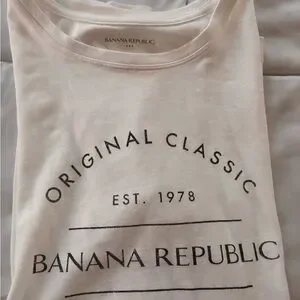 BANANA REPUBLIC
ORIGINAL CLASSIC
EST. 1978
BANANA REPUBLIC